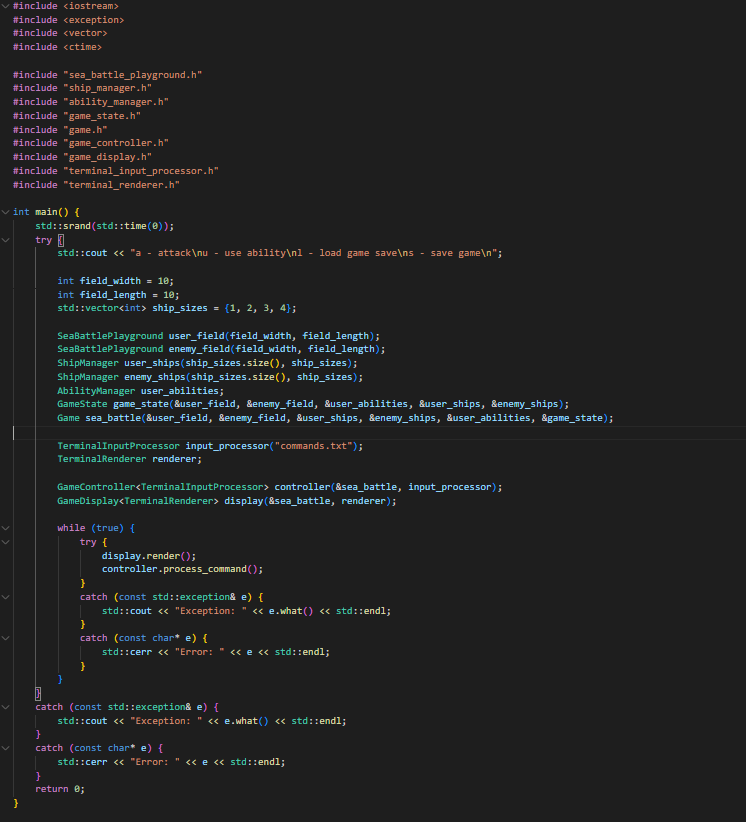 #include <iostream>
#include <exception>
#include <vector>
#include <ctime>
#include "sea_battle_playground.h"
#include "ship_manager.h"
#include "ability_manager.h"
#include "game_state.h"
#include "game.h"
#include "game_controller.h"
#include "game_display.h"
#include "terminal_input_processor.h"
#include "terminal_renderer.h"
int main() {
    std::srand(std::time(0));
    try {
        std::cout << "a - attack\nu - use ability\nl - load game save\ns - save game\n";
        int field_width = 10;
        int field_length = 10;
        std::vector<int> ship_sizes = {1, 2, 3, 4};
        SeaBattlePlayground user_field(field_width, field_length);
        SeaBattlePlayground enemy_field(field_width, field_length);
        ShipManager user_ships(ship_sizes.size(), ship_sizes);
        ShipManager enemy_ships(ship_sizes.size(), ship_sizes);
        AbilityManager user_abilities;
        GameState game_state(&user_field, &enemy_field, &user_abilities, &user_ships, &enemy_ships);
        Game sea_battle(&user_field, &enemy_field, &user_ships, &enemy_ships, &user_abilities, &game_state);
        TerminalInputProcessor input_processor("commands.txt");
        TerminalRenderer renderer;
        GameController<TerminalInputProcessor> controller(&sea_battle, input_processor);
        GameDisplay<TerminalRenderer> display(&sea_battle, renderer);
        while (true) {
            try {
                display.render();
                controller.process_command();
            }
            catch (const std::exception& e) {
                std::cout << "Exception: " << e.what() << std::endl;
            }
            catch (const char* e) {
                std::cerr << "Error: " << e << std::endl;
            }
        }
    }
    catch (const std::exception& e) {
        std::cout << "Exception: " << e.what() << std::endl;
    }
    catch (const char* e) {
        std::cerr << "Error: " << e << std::endl;
    }
    return 0;
}